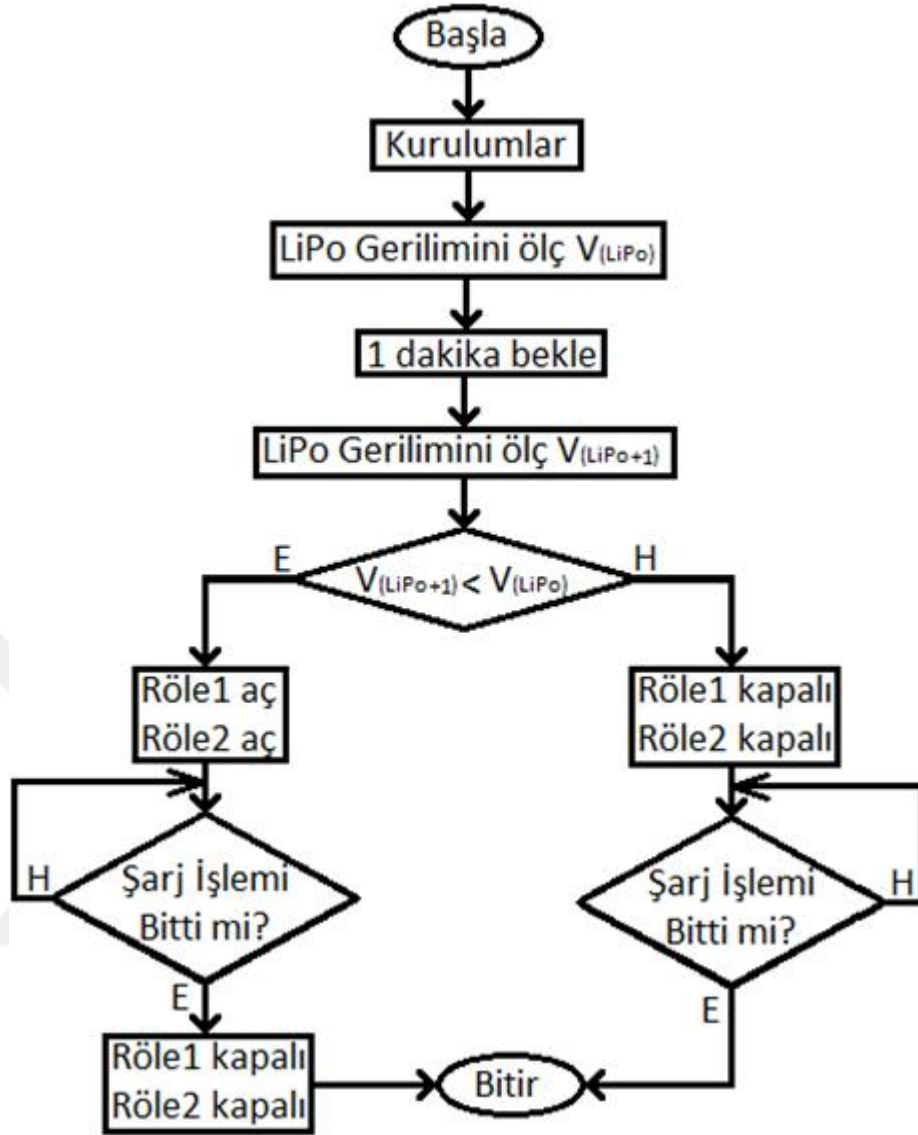 Başla
Kurulumlar
LiPo Gerilimini ölç V(LiPo)
1 dakika bekle
LiPo Gerilimini ölç V(LiPo+1)
E
H
V(LiPo+1) < V(LiPo)
Röle1 aç
Röle2 aç
Röle1 kapalı
Röle2 kapalı
H
Şarj İşlemi
Bitti mi?
E
Şarj İşlemi
Bitti mi?
H
E
Röle1 kapalı
Röle2 kapalı
Bitir